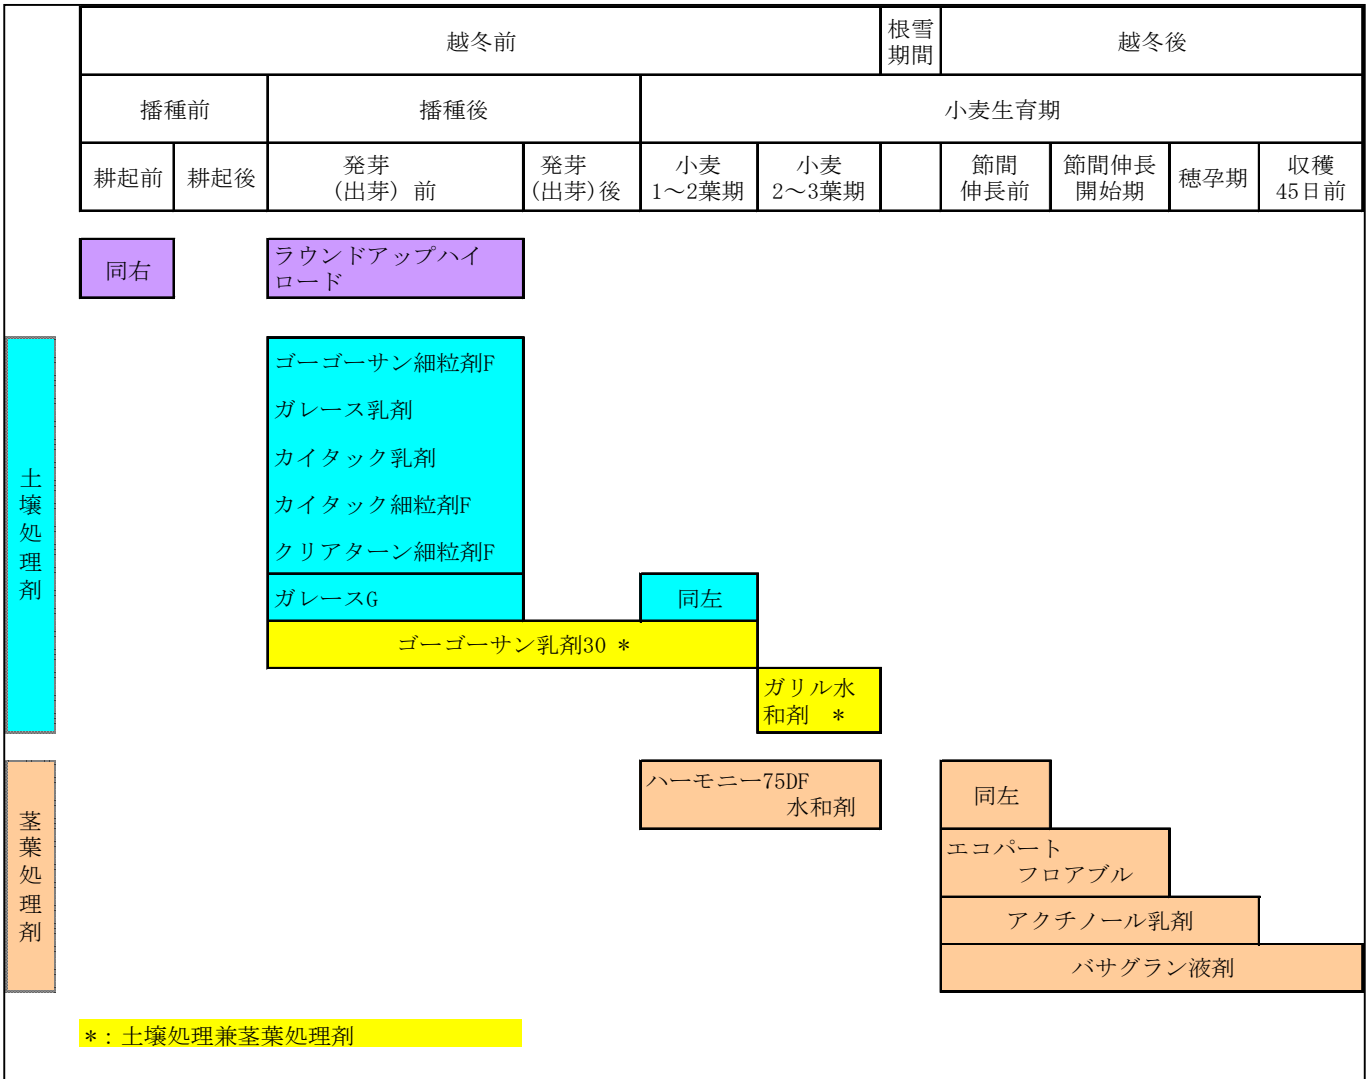 越冬前
根雪
期間
越冬後
播種前
播種後
小麦生育期
耕起前
耕起後
発芽
(出芽) 前
発芽
(出芽)後
小麦
1～2葉期
小麦
2～3葉期
節間
伸長前
節間伸長
開始期
穂孕期
収穫
45日前
同右
ラウンドアップハイ
ロード
土壌処理剤
ゴーゴーサン細粒剤F
ガレース乳剤
カイタック乳剤
カイタック細粒剤F
クリアターン細粒剤F
ガレースG
同左
ゴーゴーサン乳剤30 *
ガリル水
和剤 *
茎葉処理剤
ハーモニー75DF
水和剤
同左
エコパート
フロアブル
アクチノール乳剤
バサグラン液剤
*：土壌処理兼茎葉処理剤